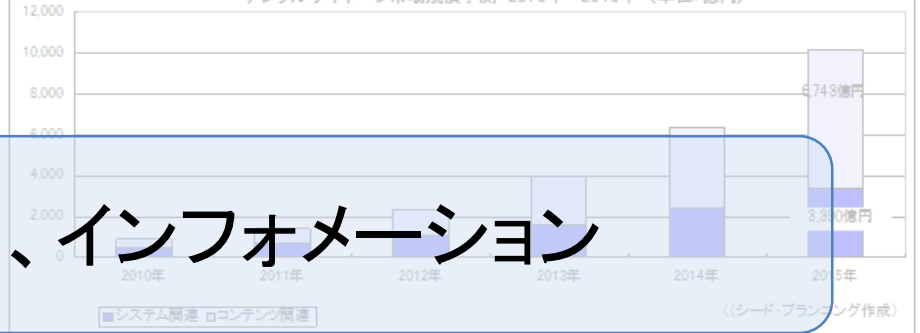 12,000
10,000
8,000
6,743億円
6,000
4,000
2,000
3,390億円
0
、インフォメーション
2010年 2011年 2012年 2013年 2014年 2015年
システム関連 コンテンツ関連
((シード・プランニング作成)